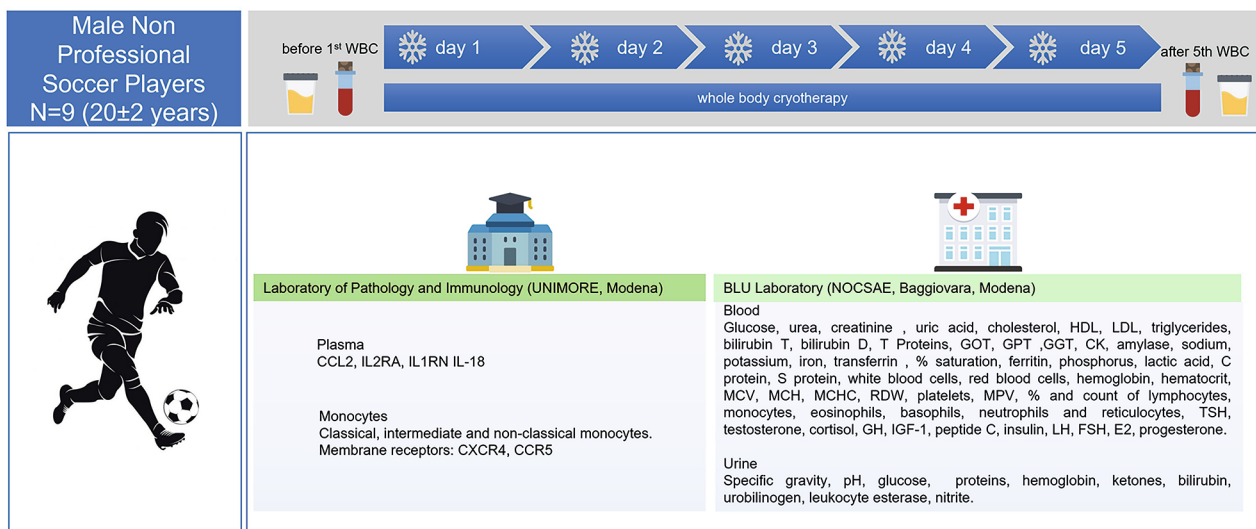 Male Non
Professional
Soccer Players
N=9 (20±2 years)
before 1st WBC
day 1
day 2
day 3
day 4
day 5
after 5th WBC
whole body cryotherapy
Laboratory of Pathology and Immunology (UNIMORE, Modena)
Plasma
CCL2, IL2RA, IL1RN IL-18
Monocytes
Classical, intermediate and non-classical monocytes.
Membrane receptors: CXCR4, CCR5
BLU Laboratory (NOCSAE, Baggiovara, Modena)
Blood
Glucose, urea, creatinine , uric acid, cholesterol, HDL, LDL, triglycerides,
bilirubin T, bilirubin D, T Proteins, GOT, GPT ,GGT, CK, amylase, sodium,
potassium, iron, transferrin , % saturation, ferritin, phosphorus, lactic acid, C
protein, S protein, white blood cells, red blood cells, hemoglobin, hematocrit,
MCV, MCH, MCHC, RDW, platelets, MPV, % and count of lymphocytes,
monocytes, eosinophils, basophils, neutrophils and reticulocytes, TSH,
testosterone, cortisol, GH, IGF-1, peptide C, insulin, LH, FSH, E2, progesterone.
Urine
Specific gravity, pH, glucose, proteins, hemoglobin, ketones, bilirubin,
urobilinogen, leukocyte esterase, nitrite.